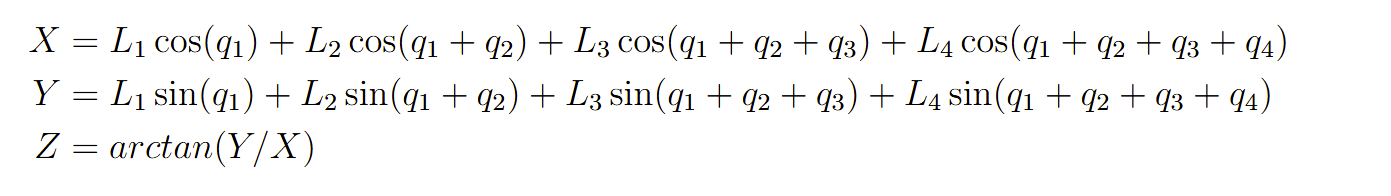 X = L₁ cos(q₁) + L₂ cos(q₁ + q₂) + L₃ cos(q₁ + q₂ + q₃) + L₄ cos(q₁ + q₂ + q₃ + q₄)
Y = L₁ sin(q₁) + L₂ sin(q₁ + q₂) + L₃ sin(q₁ + q₂ + q₃) + L₄ sin(q₁ + q₂ + q₃ + q₄)
Z = arctan(Y/X)